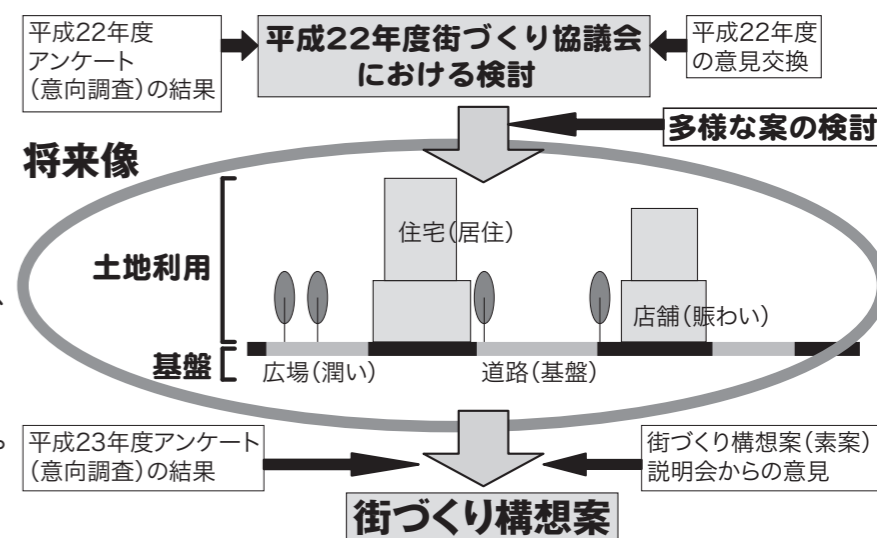 平成22年度
アンケート
（意向調査）の結果
平成22年度街づくり協議会
における検討
平成22年度
の意見交換
多様な案の検討
将来像
土地利用
住宅（居住）
店舗（賑わい）
基盤
広場（潤い）
道路（基盤）
平成23年度アンケート
（意向調査）の結果
街づくり構想案（素案）
説明会からの意見
街づくり構想案